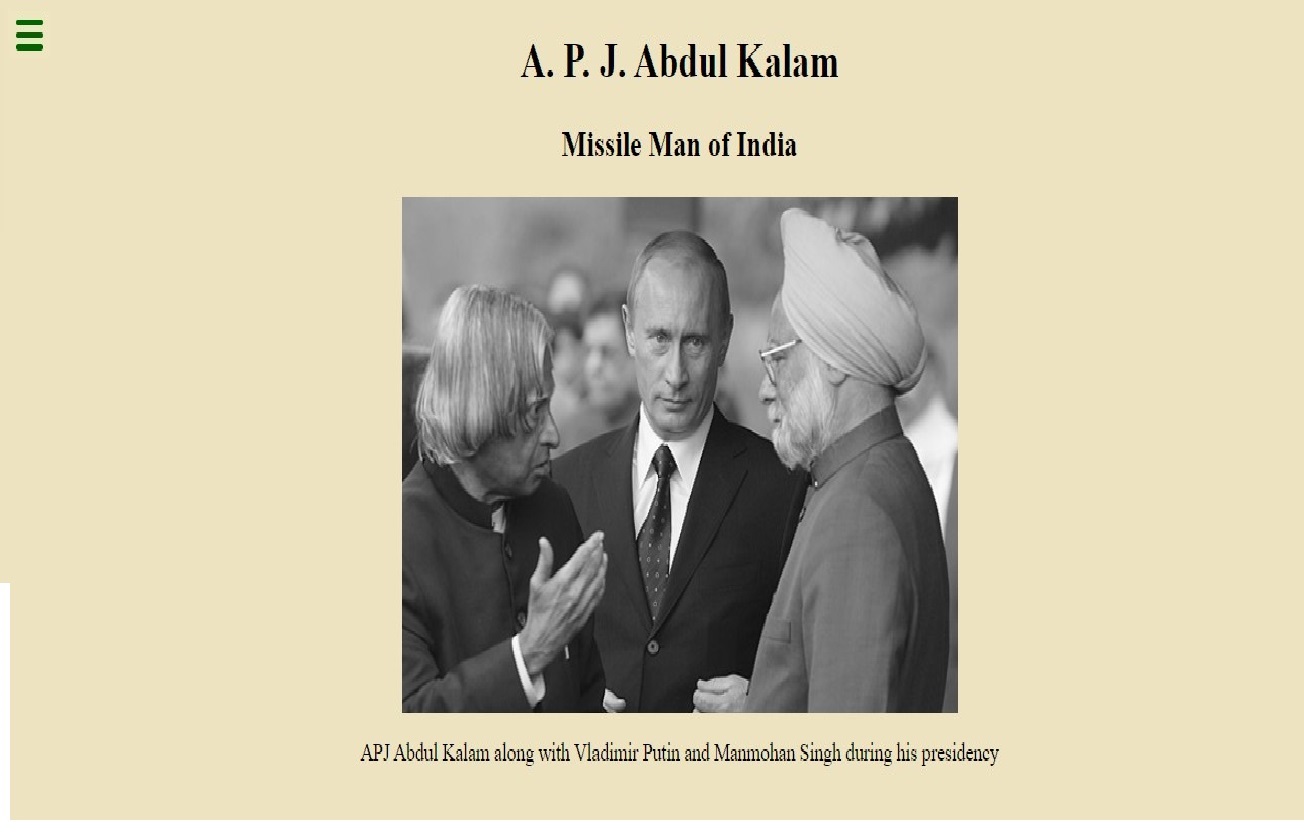 A. P. J. Abdul Kalam
Missile Man of India
APJ Abdul Kalam along with Vladimir Putin and Manmohan Singh during his presidency